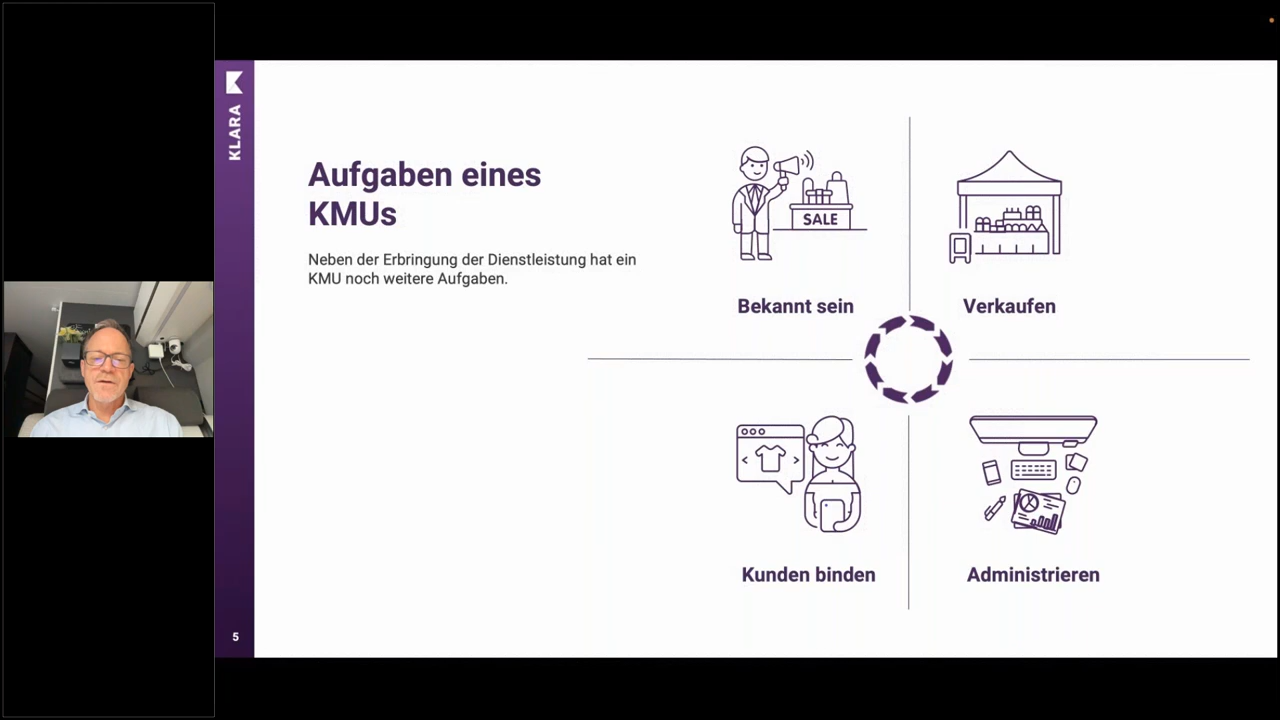 KLARA
Aufgaben eines
KMUs
Neben der Erbringung der Dienstleistung hat ein
KMU noch weitere Aufgaben.
SALE
Bekannt sein
Verkaufen
Kunden binden
Administrieren
5